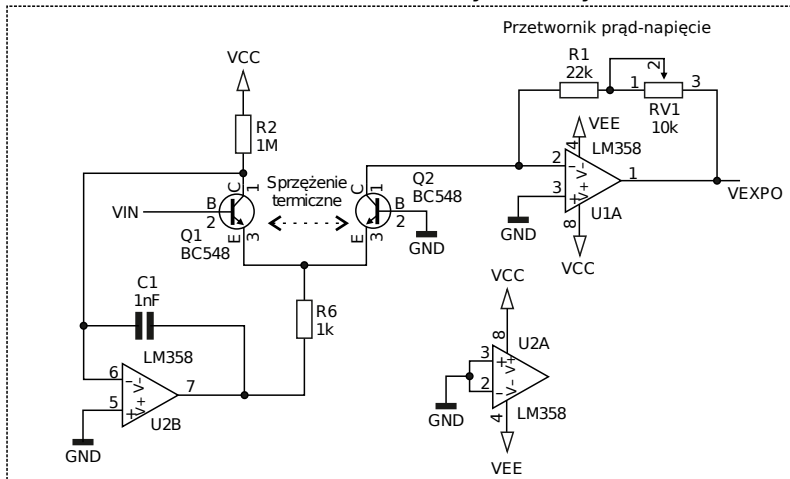 Przetwornik prąd-napięcie
VCC
R2
1M
R1
22k
2
1
3
RV1
10k
VEE
4
LM358
2
3
1
8
V-
V+
U1A
VEXPO
GND
VCC
C
1
Sprzężenie
termiczne
C
1
Q2
BC548
VIN
B
2
B
2
GND
Q1
BC548
E
3
E
3
C1
1nF
R6
1k
LM358
6
5
7
V-
V+
U2B
GND
VCC
8
U2A
3
2
V+
V-
GND
LM358
4
VEE